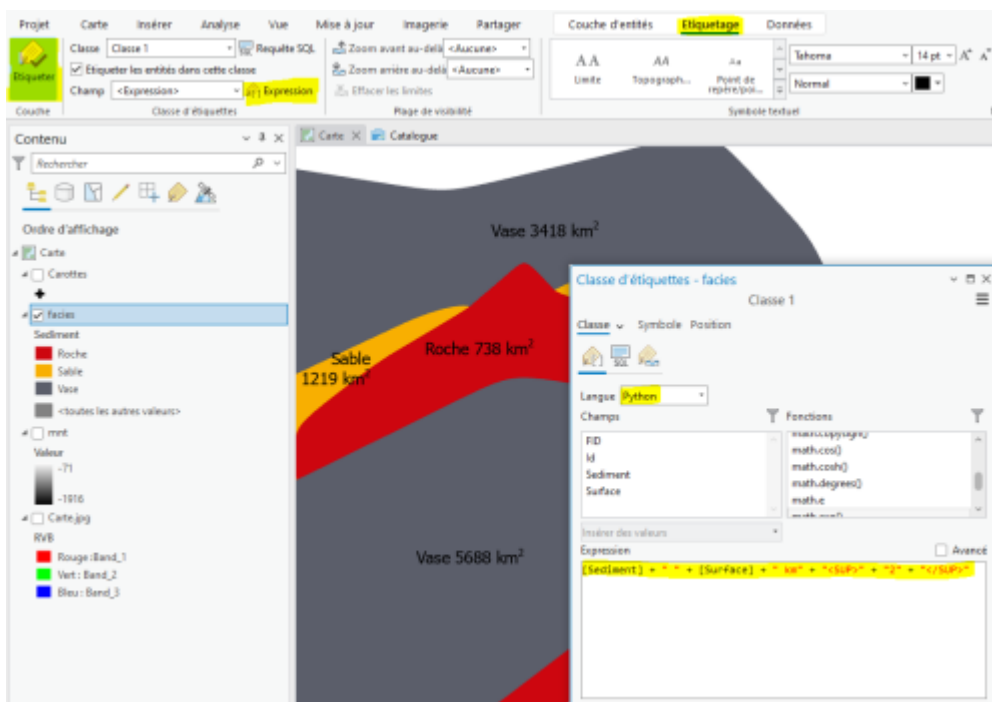 Projet Carte Insérer Analyse Vue Mise à jour Imagerie Partager Couche d'entités Etiquetage Données
Classe Classe 1 Requête SQL Zoom avant au-delà <Aucune> Tahoma 14 pt
Etiqueter Etiqueter les entités dans cette classe Zoom arrière au-delà <Aucune> Normal
Champ <Expression> Expression Effacer les limites Limite Topograph... Point de repère/poi...
Couche Classe d'étiquettes Plage de visibilité Symbole textuel
Contenu
Carte Catalogue
Rechercher
Ordre d'affichage
Carte
Carottes
facies
Sediment
Roche
Sable
Vase
<toutes les autres valeurs>
mnt
Valeur
-71
-1916
Carte.jpg
RVB
Rouge : Band_1
Vert : Band_2
Bleu : Band_3
Vase 3418 km²
Sable
1219 km²
Roche 738 km²
Vase 5688 km²
Classe d'étiquettes - facies
Classe 1
Classe Symbole Position
SQL
Langue Python
Champs Fonctions
FID
Id
Sediment
Surface
math.copysign()
math.cos()
math.cosh()
math.degrees()
math.e
Insérer des valeurs
Expression Avancé
[Sediment] + " " + [Surface] + " km" + "<SUP>" + "2" + "</SUP>"